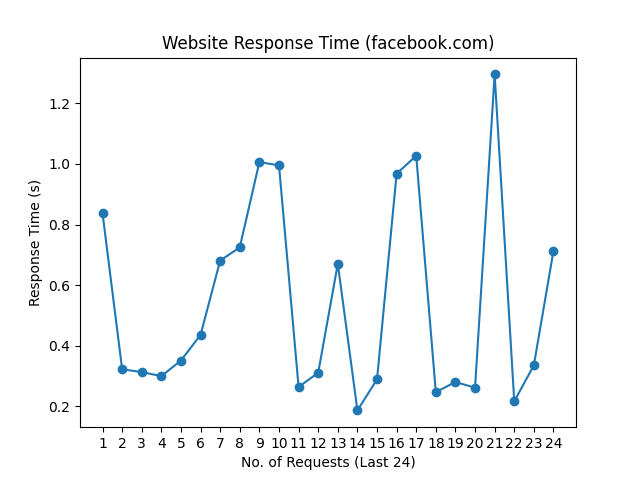 Website Response Time (facebook.com)
Response Time (s)
1.2
1.0
0.8
0.6
0.4
0.2
1 2 3 4 5 6 7 8 9 10 11 12 13 14 15 16 17 18 19 20 21 22 23 24
No. of Requests (Last 24)